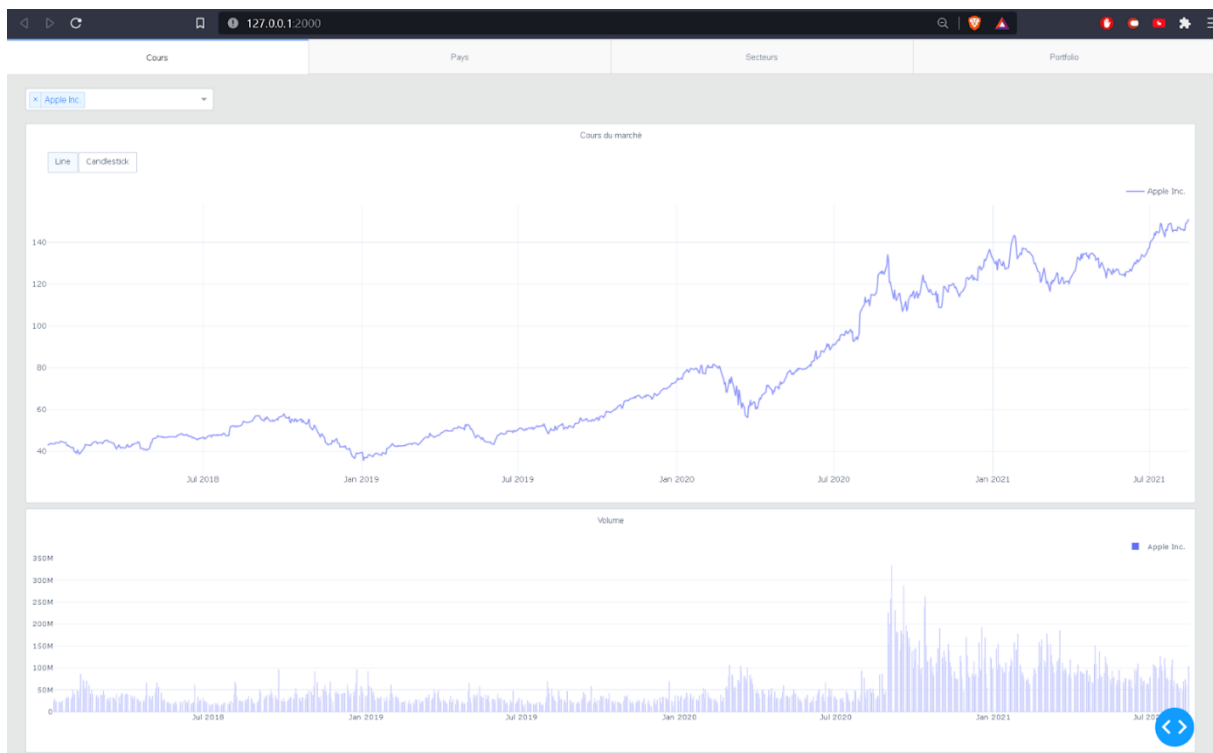 127.0.0.1:2000
Cours Pays Secteurs Portfolio
× Apple Inc.
Cours du marché
Line Candlestick
Apple Inc.
140
120
100
80
60
40
Jul 2018 Jan 2019 Jul 2019 Jan 2020 Jul 2020 Jan 2021 Jul 2021
Volume
Apple Inc.
350M
300M
250M
200M
150M
100M
50M
0
Jul 2018 Jan 2019 Jul 2019 Jan 2020 Jul 2020 Jan 2021 Jul